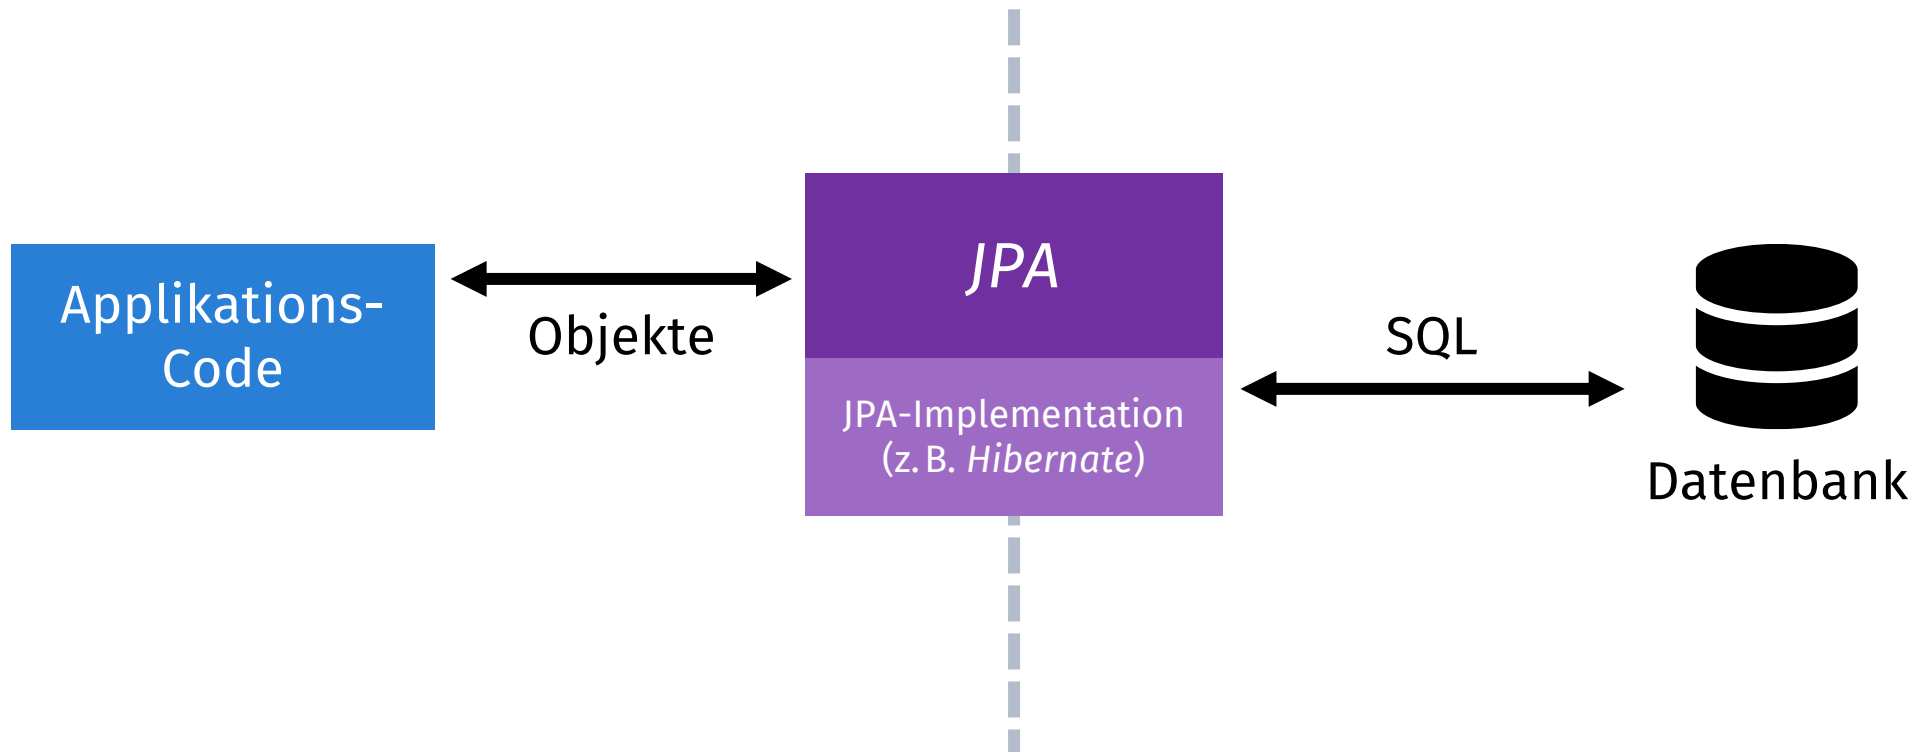 Applikations-
Code
Objekte
JPA
JPA-Implementation
(z. B. Hibernate)
SQL
Datenbank